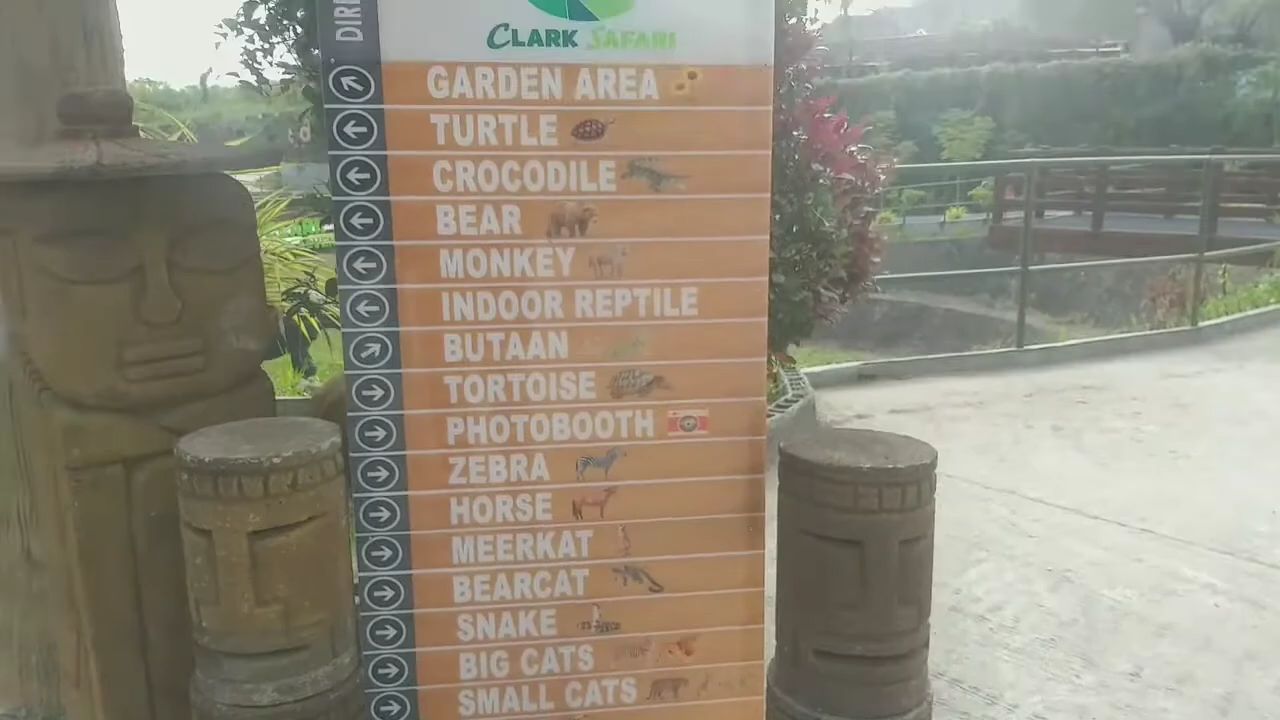 DIRE
CLARK SAFARI
GARDEN AREA
TURTLE
CROCODILE
BEAR
MONKEY
INDOOR REPTILE
BUTAAN
TORTOISE
PHOTOBOOTH
ZEBRA
HORSE
MEERKAT
BEARCAT
SNAKE
BIG CATS
SMALL CATS